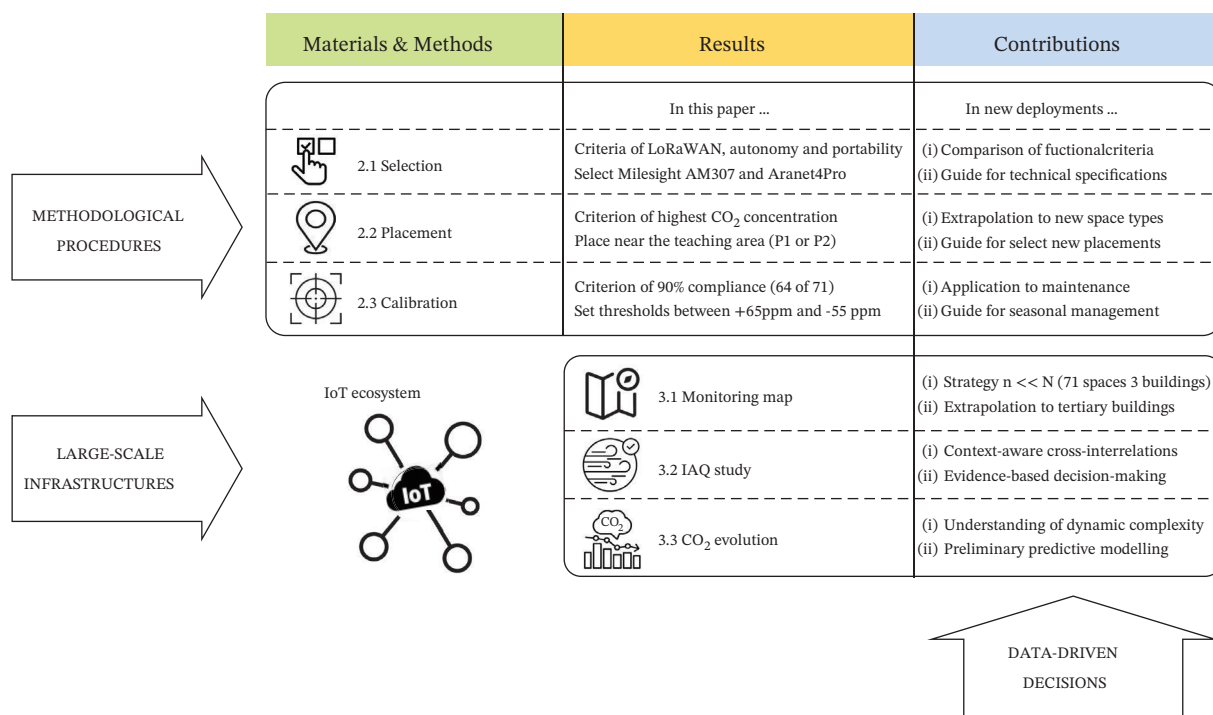 Materials & Methods
Results
Contributions
In this paper ...
In new deployments ...
METHODOLOGICAL
PROCEDURES
2.1 Selection
Criteria of LoRaWAN, autonomy and portability
Select Milesight AM307 and Aranet4Pro
(i) Comparison of fuctionalcriteria
(ii) Guide for technical specifications
2.2 Placement
Criterion of highest CO2 concentration
Place near the teaching area (P1 or P2)
(i) Extrapolation to new space types
(ii) Guide for select new placements
2.3 Calibration
Criterion of 90% compliance (64 of 71)
Set thresholds between +65ppm and -55 ppm
(i) Application to maintenance
(ii) Guide for seasonal management
LARGE-SCALE
INFRASTRUCTURES
IoT ecosystem
IoT
3.1 Monitoring map
(i) Strategy n << N (71 spaces 3 buildings)
(ii) Extrapolation to tertiary buildings
3.2 IAQ study
(i) Context-aware cross-interrelations
(ii) Evidence-based decision-making
CO2
3.3 CO2 evolution
(i) Understanding of dynamic complexity
(ii) Preliminary predictive modelling
DATA-DRIVEN
DECISIONS